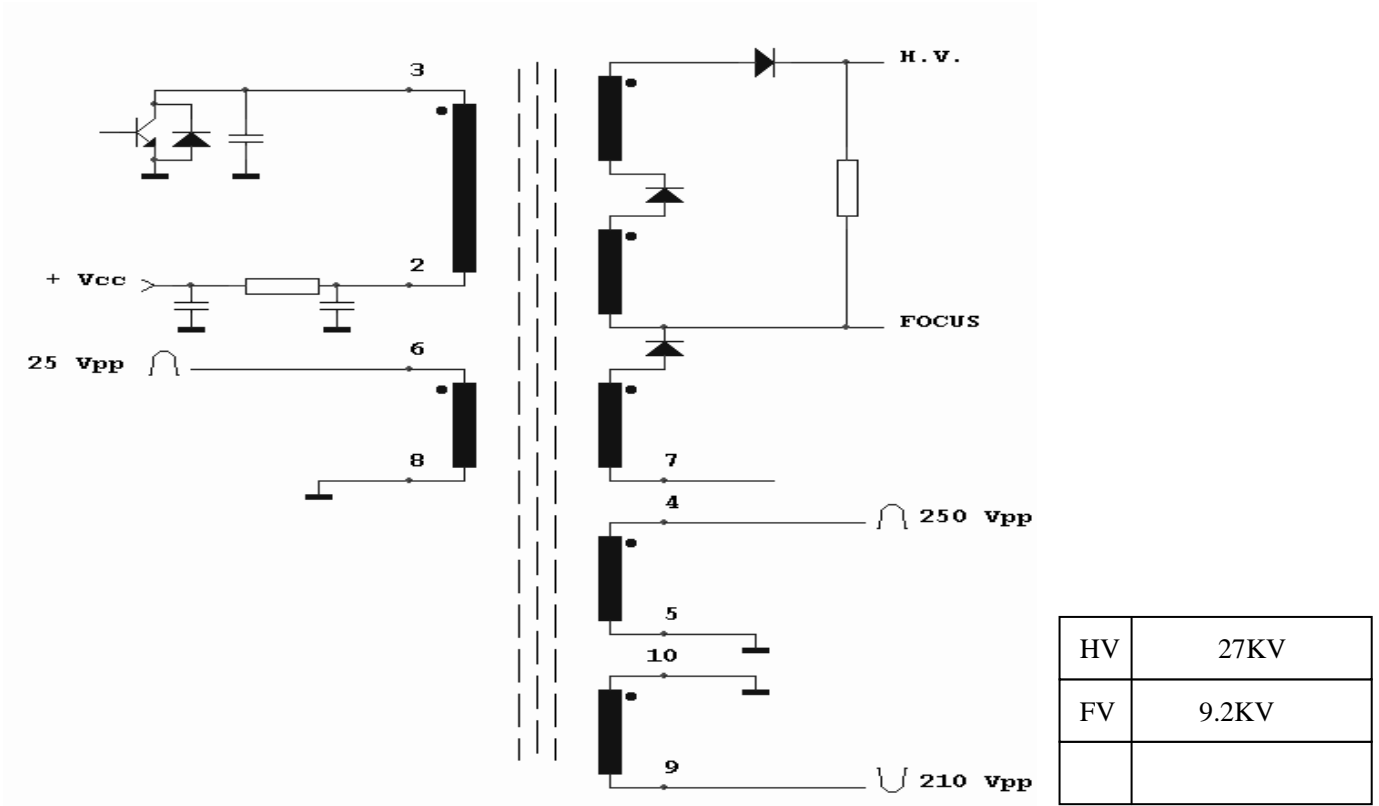 H.V.
3
2
+ Vcc
FOCUS
6
25 Vpp
8
7
4
250 Vpp
5
10
9
210 Vpp
HV 27KV
FV 9.2KV